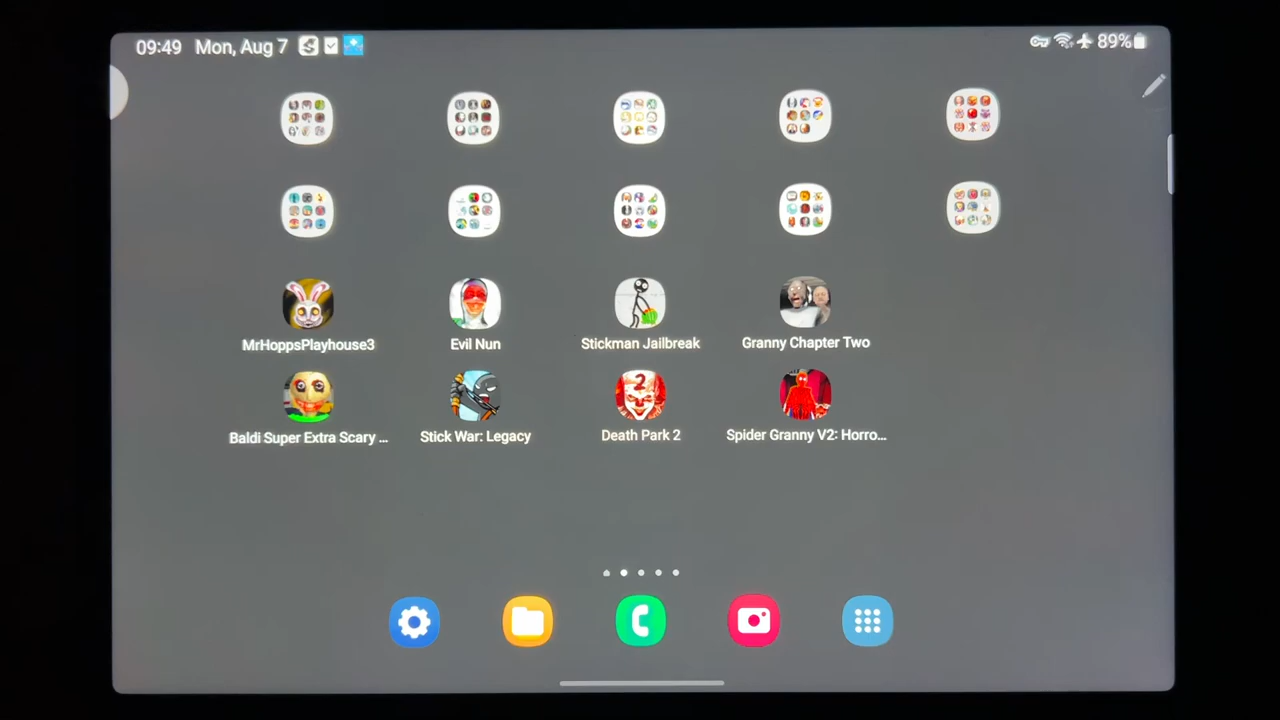 09:49 Mon, Aug 7
89%
MrHoppsPlayhouse3
Evil Nun
Stickman Jailbreak
Granny Chapter Two
2
Baldi Super Extra Scary ...
Stick War: Legacy
Death Park 2
Spider Granny V2: Horro...